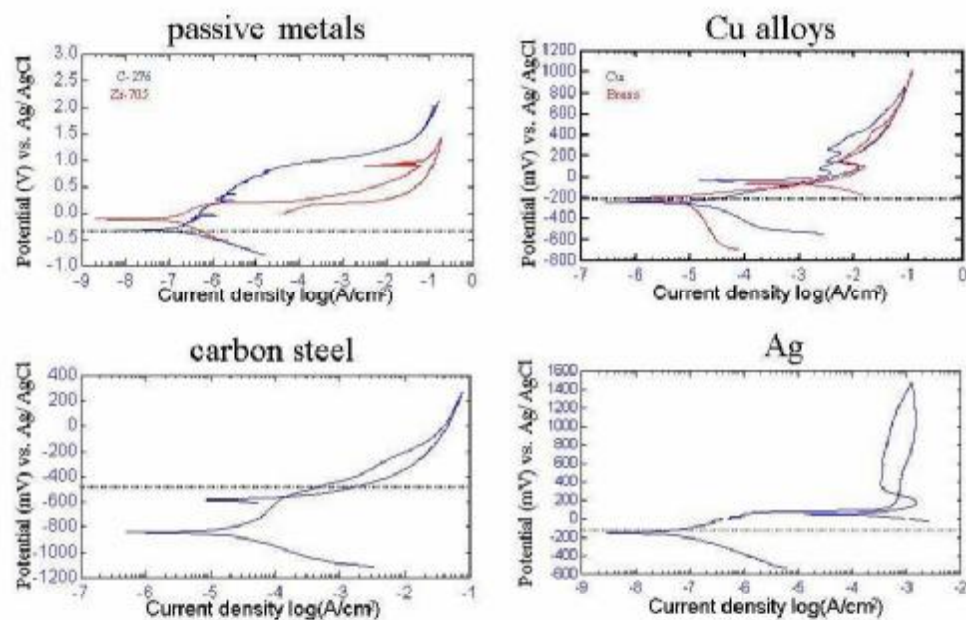 passive metals
Potential (V) vs. Ag/AgCl
3.0
2.5
2.0
1.5
1.0
0.5
0.0
-0.5
-1.0
C-276
Zr-705
-9 -8 -7 -6 -5 -4 -3 -2 -1 0
Current density log(A/cm²)
Cu alloys
Potential (mV) vs. Ag/AgCl
1200
1000
800
600
400
200
0
-200
-400
-600
-800
Cu
Brass
-7 -6 -5 -4 -3 -2 -1 0
Current density log(A/cm²)
carbon steel
Potential (mV) vs. Ag/AgCl
400
200
0
-200
-400
-600
-800
-1000
-1200
-7 -6 -5 -4 -3 -2 -1
Current density log(A/cm²)
Ag
Potential (mV) vs. Ag/AgCl
1600
1400
1200
1000
800
600
400
200
0
-200
-400
-600
-9 -8 -7 -6 -5 -4 -3 -2
Current density log(A/cm²)